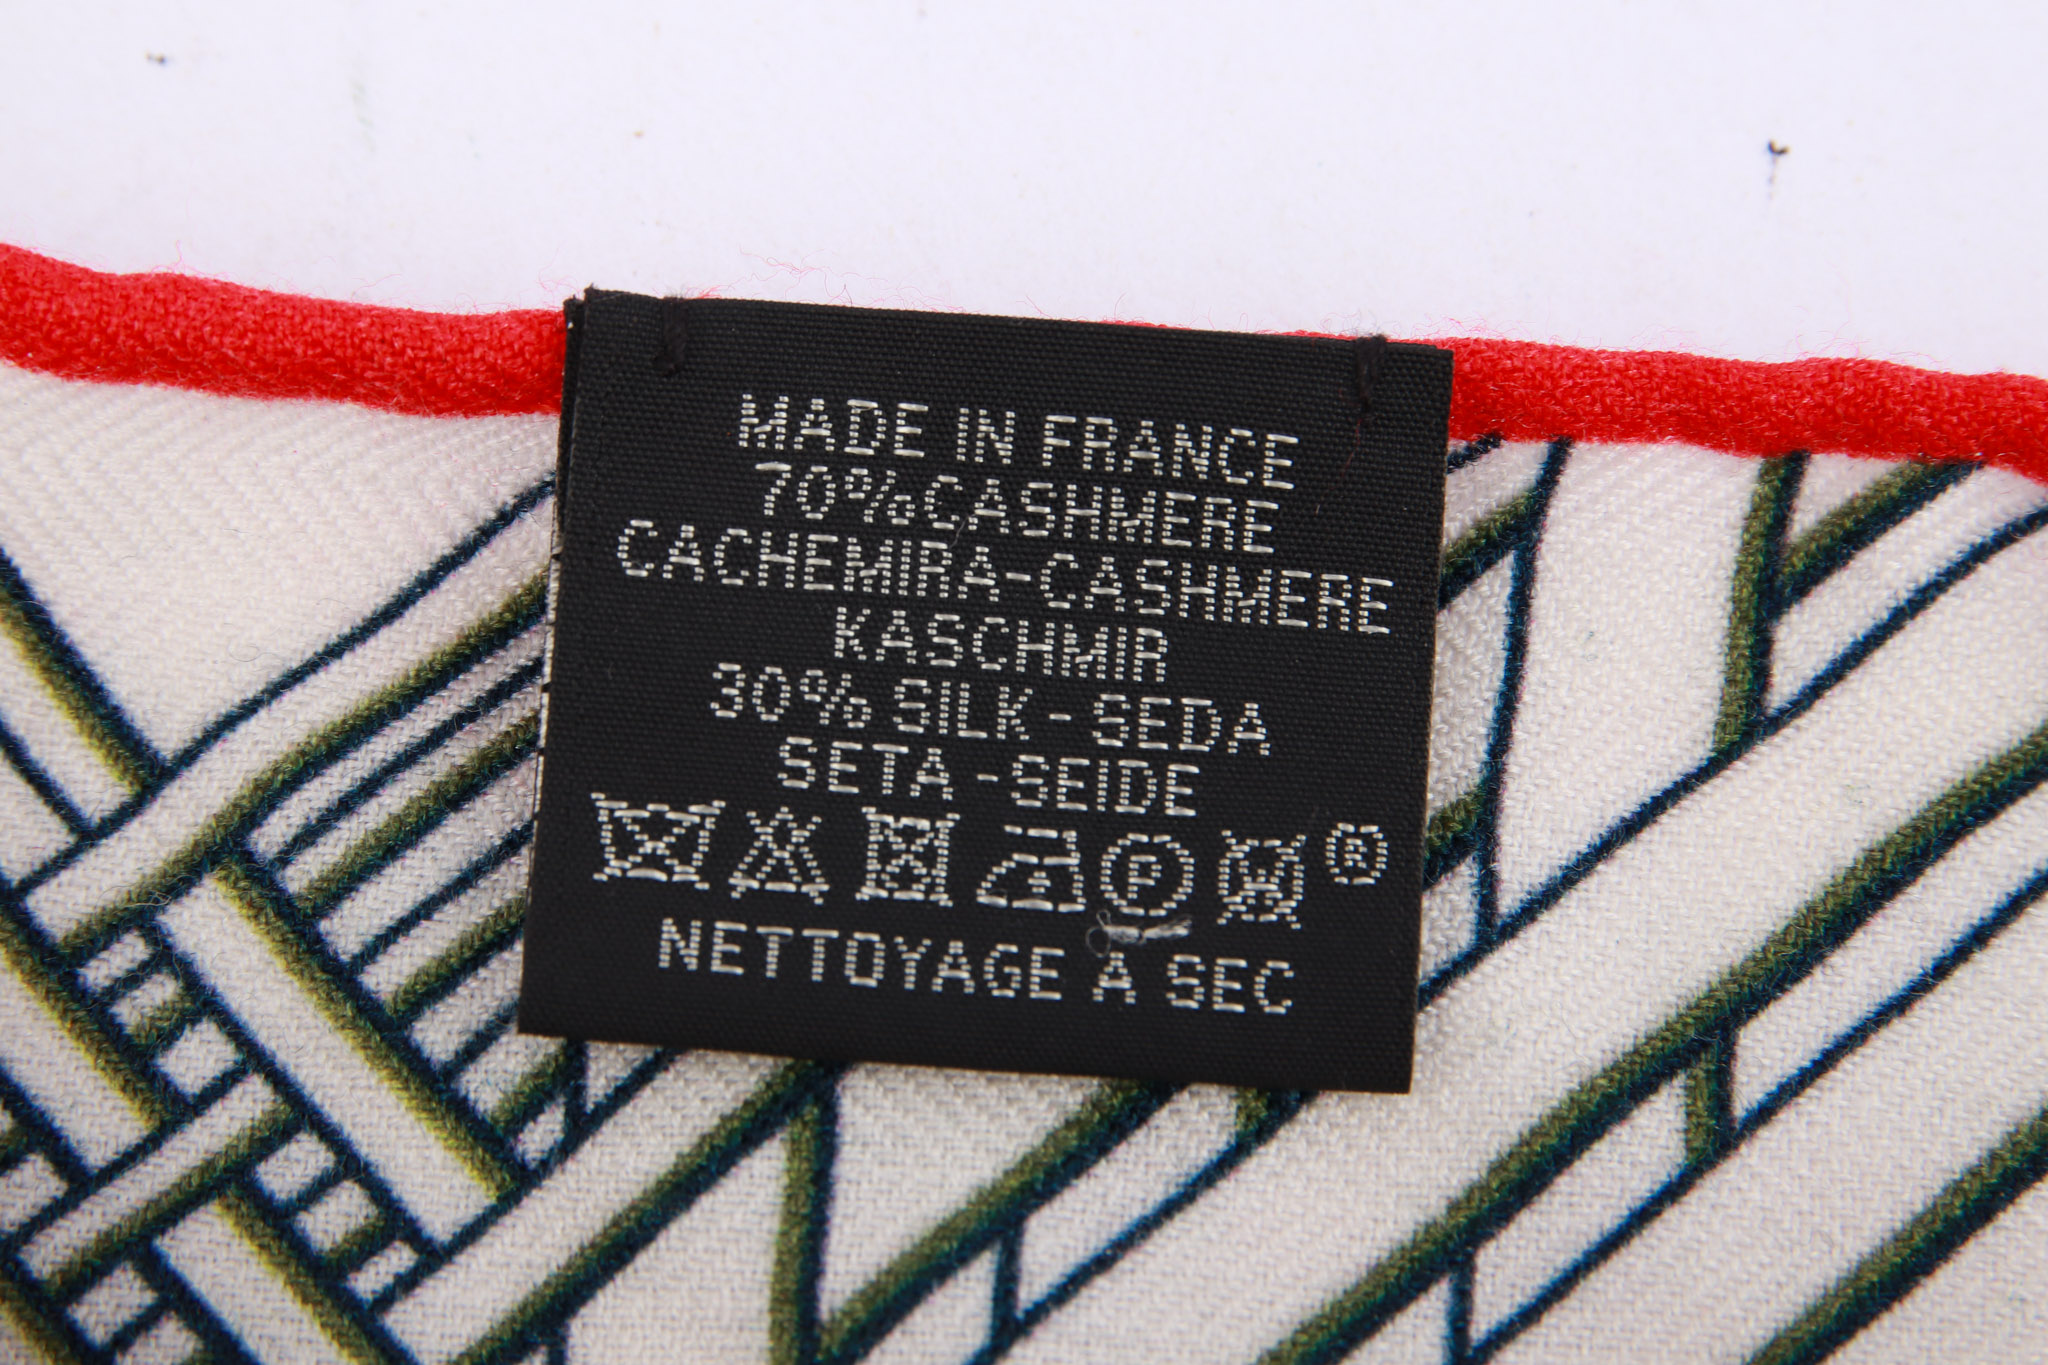 MADE IN FRANCE
70% CASHMERE
CACHEMIRA-CASHMERE
KASCHMIR
30% SILK - SEDA
SETA - SEIDE
P W ®
NETTOYAGE A SEC